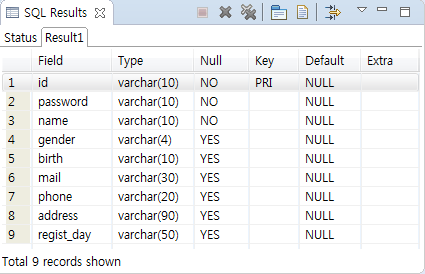 SQL Results
Status Result1
Field Type Null Key Default Extra
1 id varchar(10) NO PRI NULL
2 password varchar(10) NO NULL
3 name varchar(10) NO NULL
4 gender varchar(4) YES NULL
5 birth varchar(10) YES NULL
6 mail varchar(30) YES NULL
7 phone varchar(20) YES NULL
8 address varchar(90) YES NULL
9 regist_day varchar(50) YES NULL
Total 9 records shown